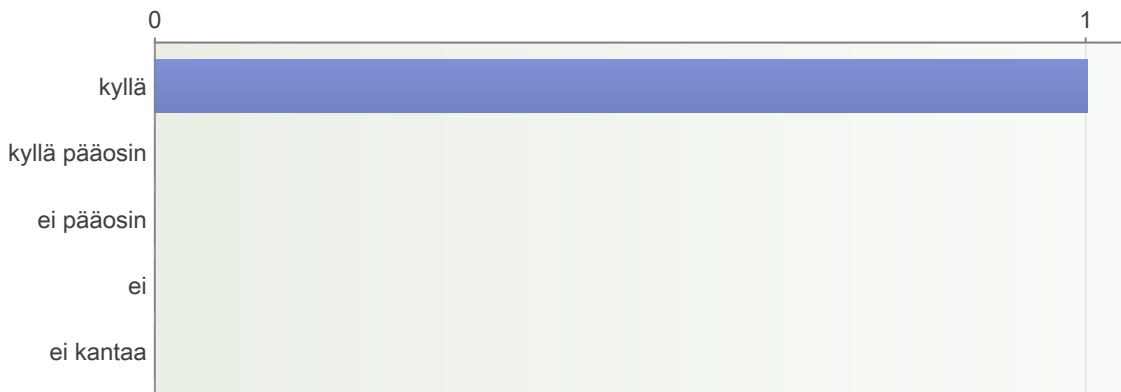 0 1
kyllä
kyllä pääosin
ei pääosin
ei
ei kantaa